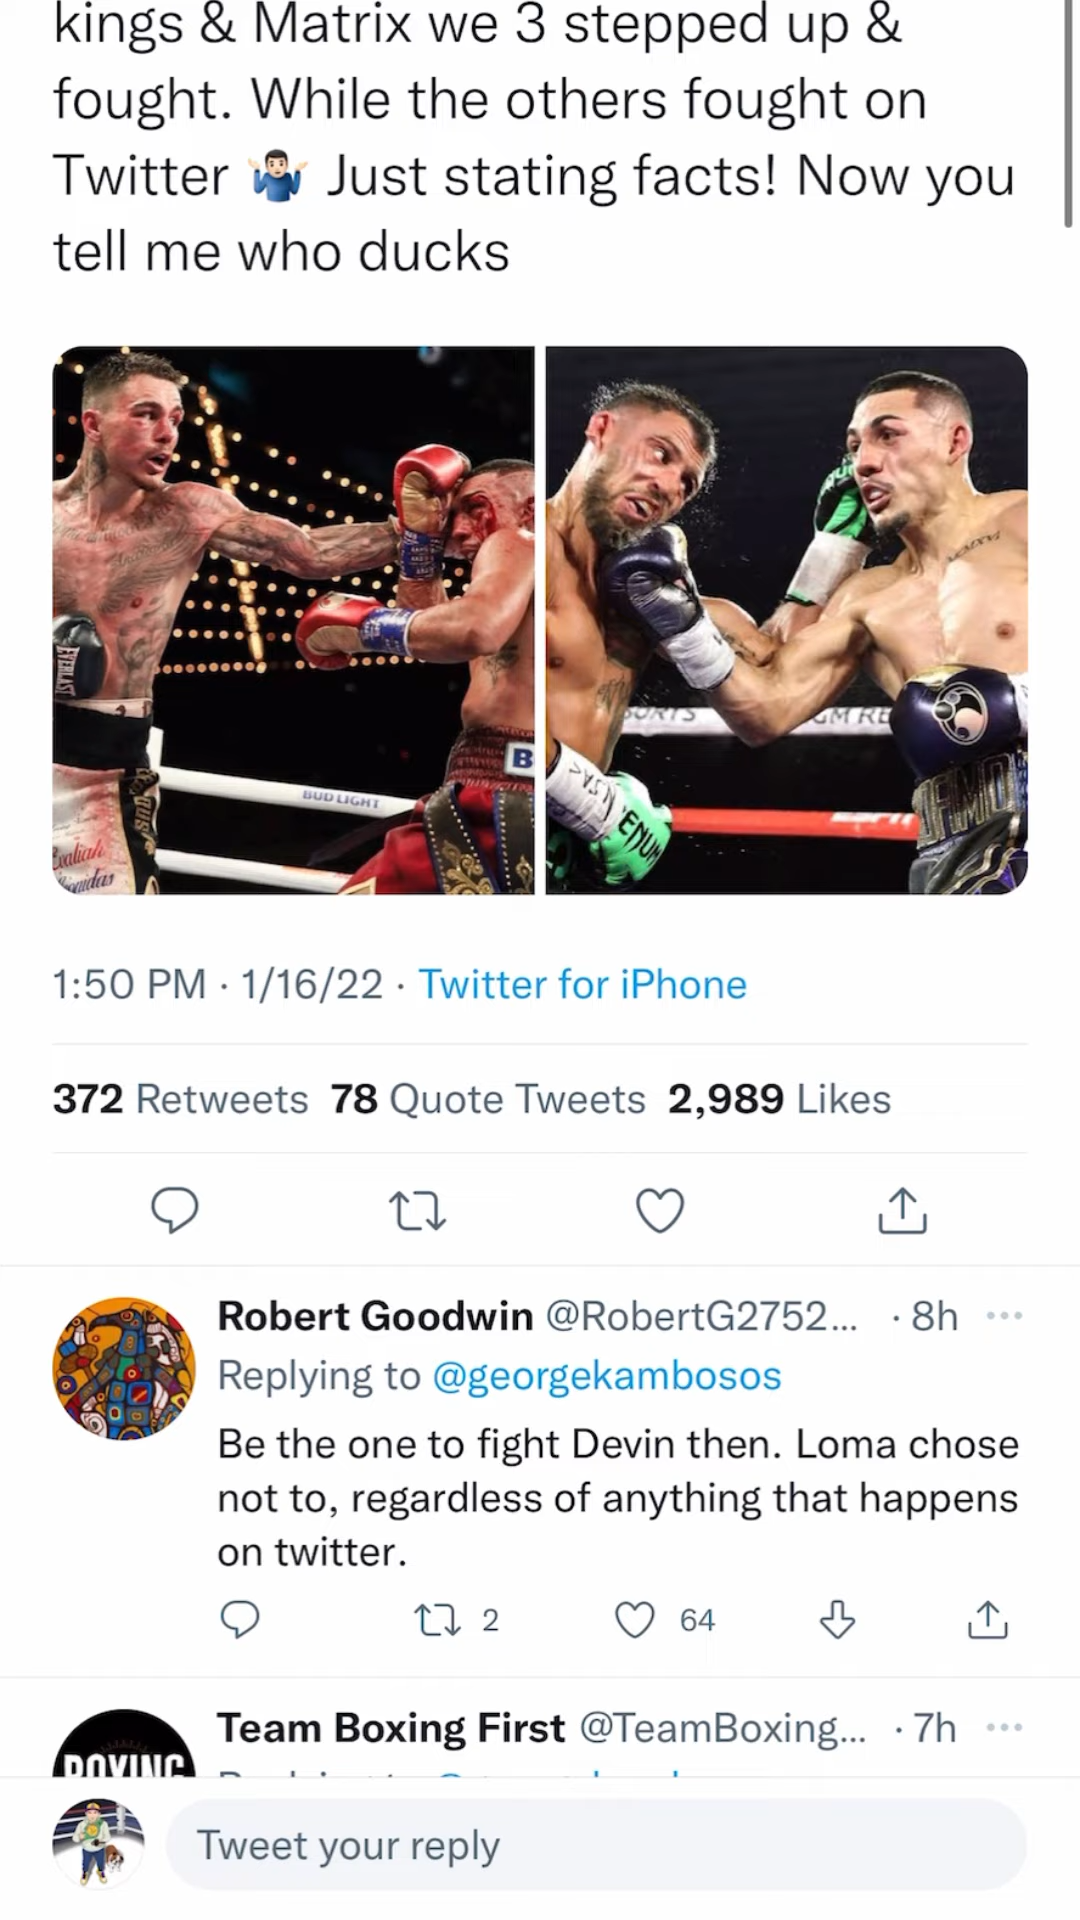 kings & Matrix we 3 stepped up &
fought. While the others fought on
Twitter 🤷🏻‍♂️ Just stating facts! Now you
tell me who ducks
EVERLAST
BUD LIGHT
B
VENUM
1:50 PM · 1/16/22 · Twitter for iPhone
372 Retweets 78 Quote Tweets 2,989 Likes
Robert Goodwin @RobertG2752... · 8h
Replying to @georgekambosos
Be the one to fight Devin then. Loma chose
not to, regardless of anything that happens
on twitter.
2 64
Team Boxing First @TeamBoxing... · 7h
BOXING
Tweet your reply